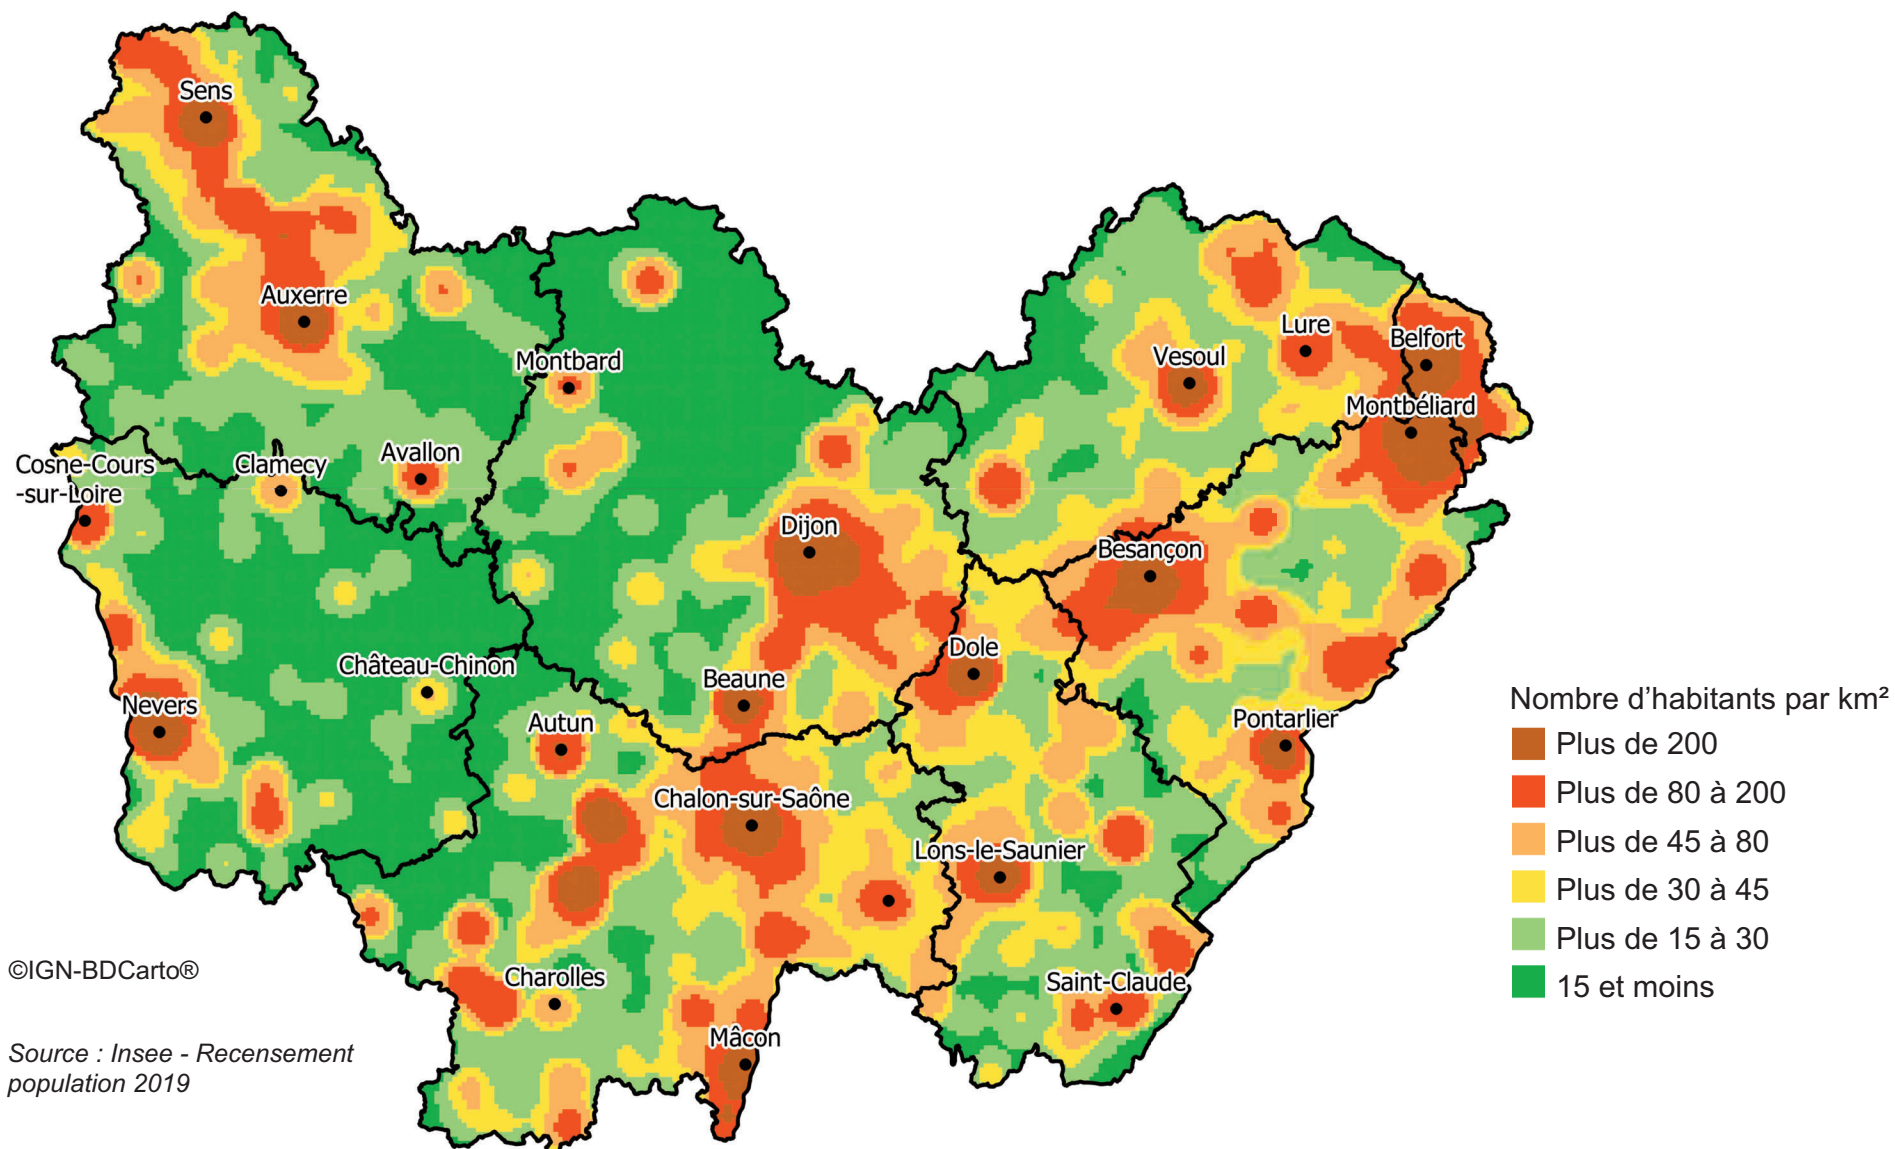 Sens
Auxerre
Montbard
Lure
Belfort
Vesoul
Montbéliard
Cosne-Cours
-sur-Loire
Clamecy
Avallon
Dijon
Besançon
Château-Chinon
Dole
Beaune
Nevers
Autun
Pontarlier
Chalon-sur-Saône
Lons-le-Saunier
Charolles
Saint-Claude
Mâcon
Nombre d’habitants par km²
Plus de 200
Plus de 80 à 200
Plus de 45 à 80
Plus de 30 à 45
Plus de 15 à 30
15 et moins
©IGN-BDCarto®
Source : Insee - Recensement
population 2019